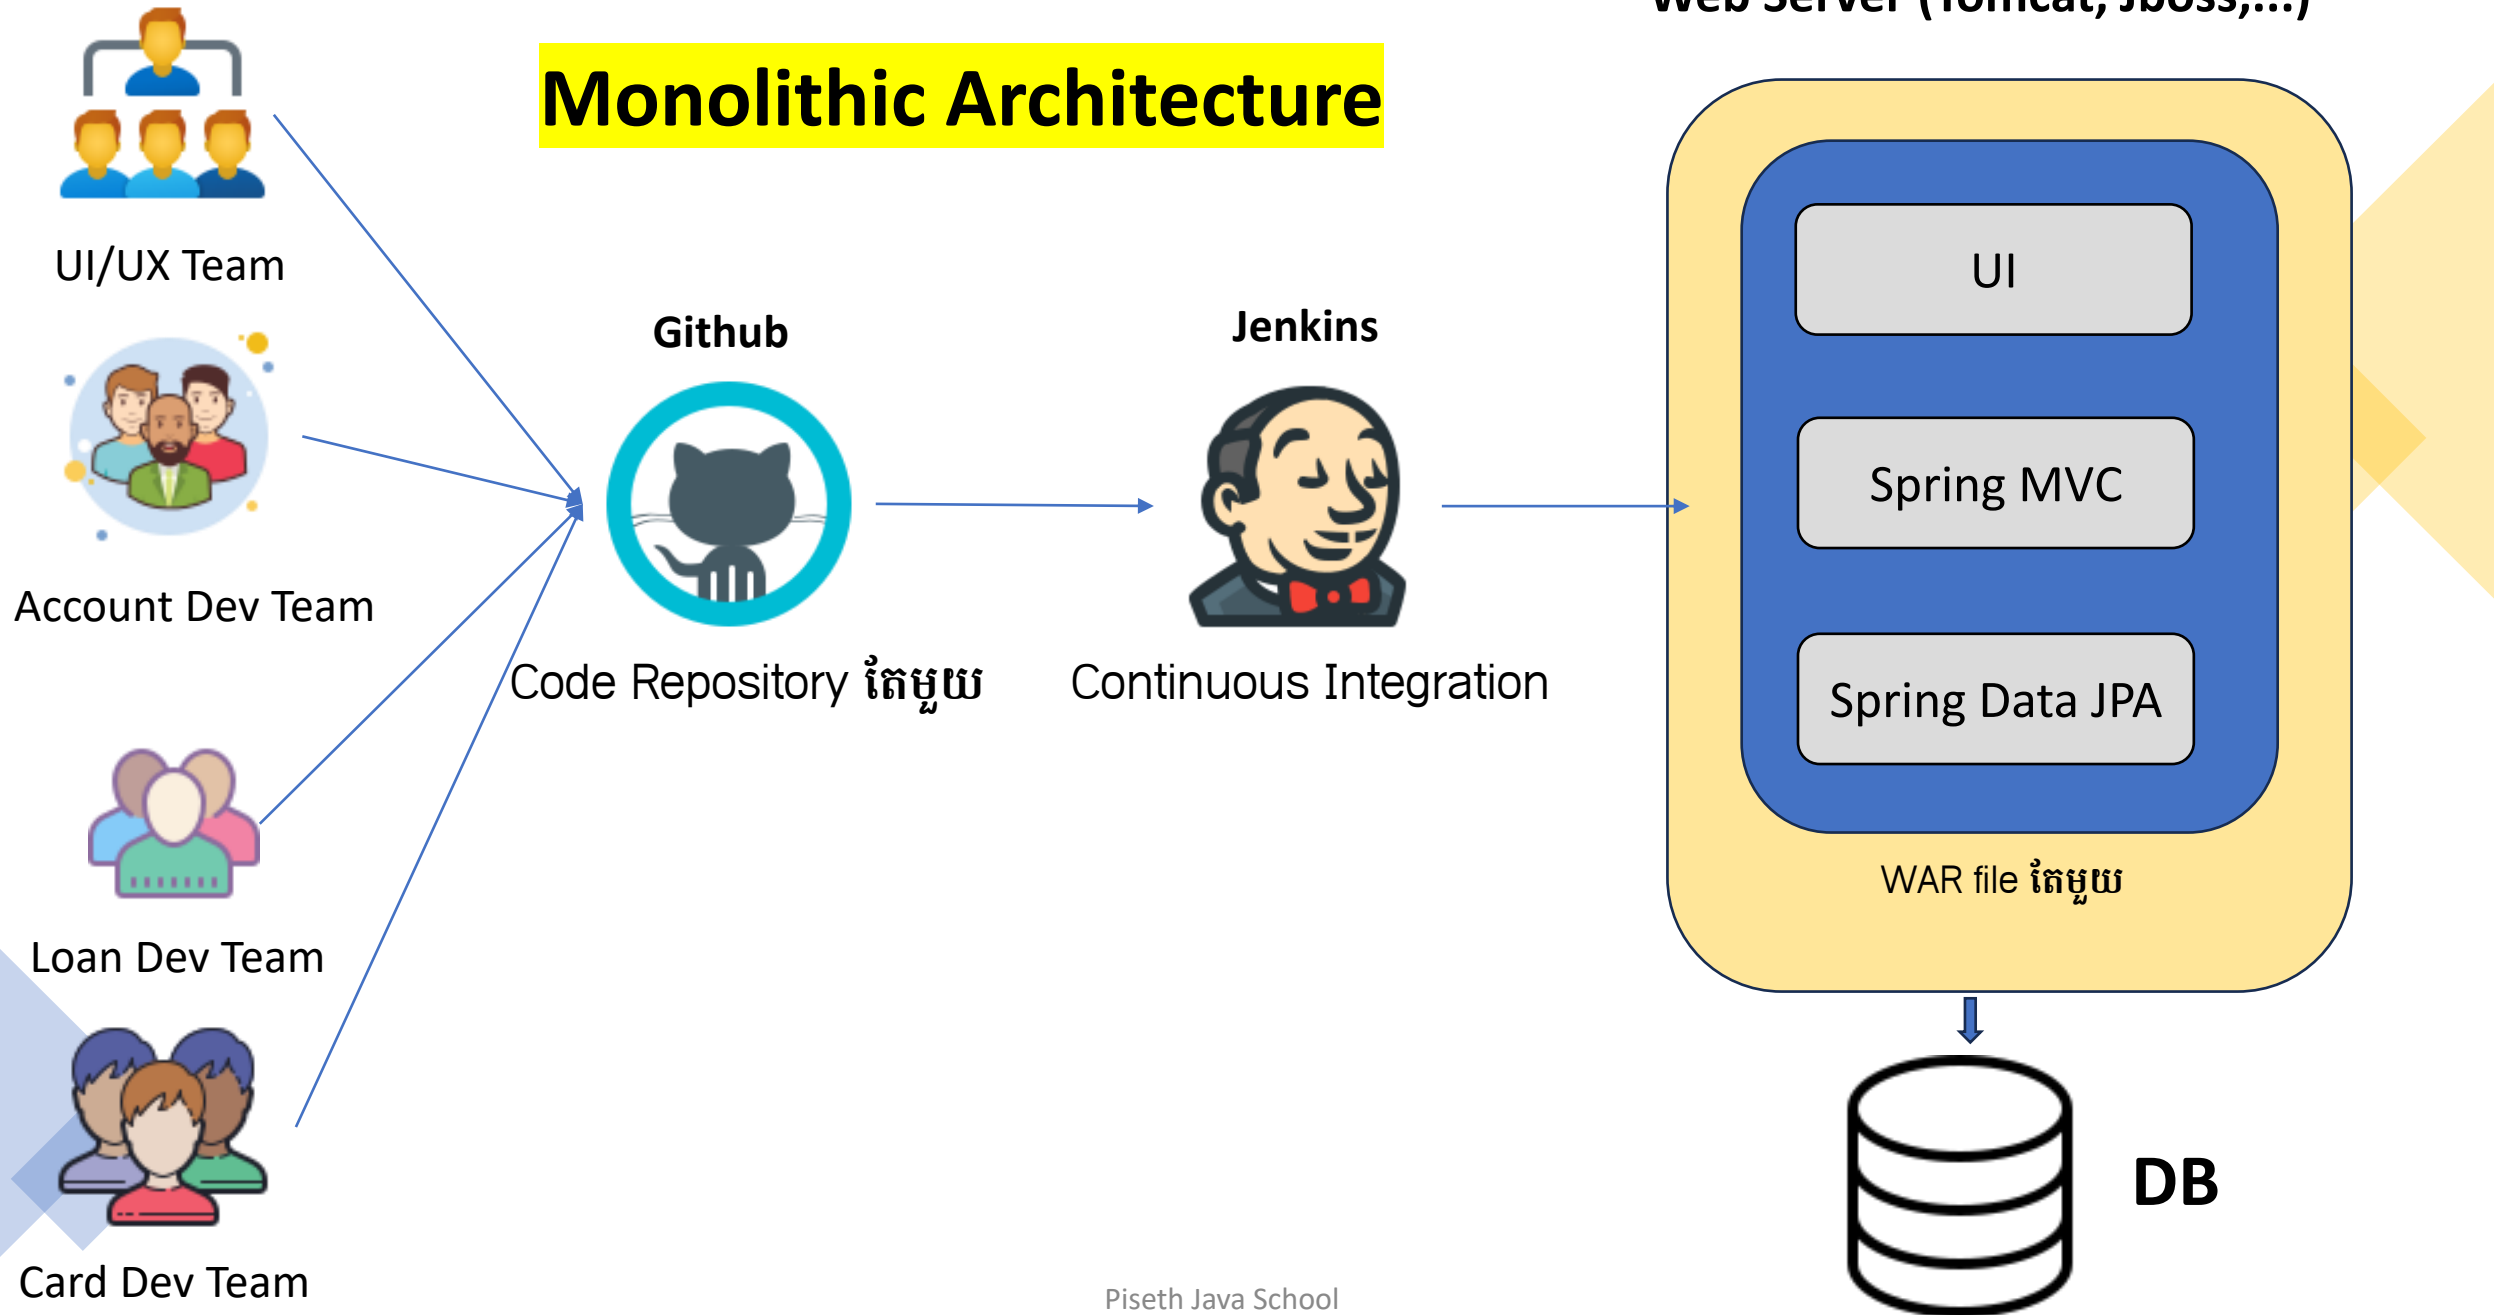 Web Server (Tomcat, Jboss,...)
Monolithic Architecture
UI/UX Team
Account Dev Team
Loan Dev Team
Card Dev Team
Github
Code Repository តែមួយ
Jenkins
Continuous Integration
UI
Spring MVC
Spring Data JPA
WAR file តែមួយ
DB
Piseth Java School